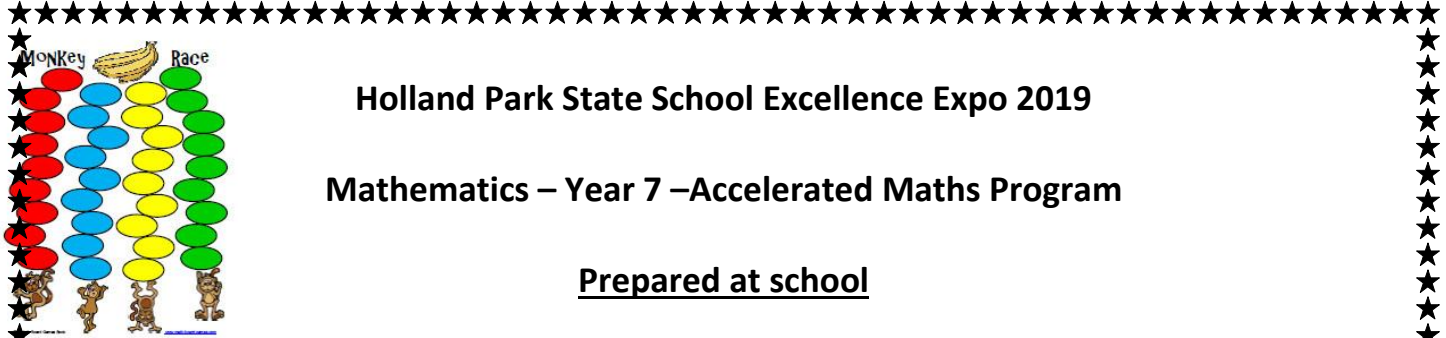 Monkey Race
Holland Park State School Excellence Expo 2019
Mathematics – Year 7 –Accelerated Maths Program
Prepared at school